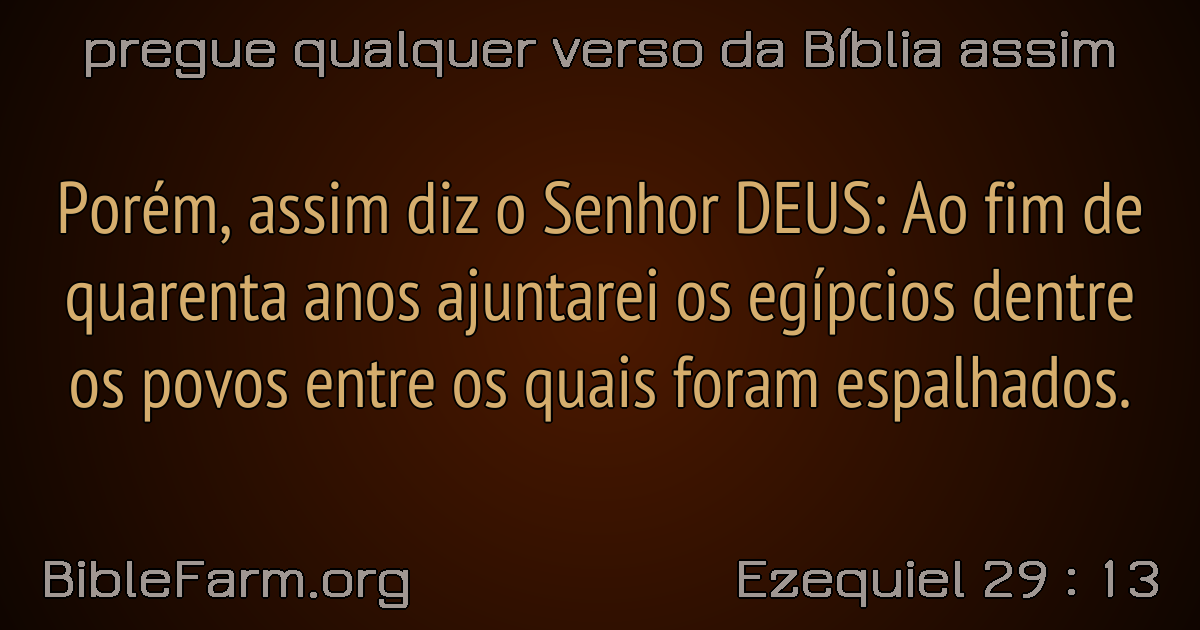 pregue qualquer verso da Bíblia assim
Porém, assim diz o Senhor DEUS: Ao fim de
quarenta anos ajuntarei os egípcios dentre
os povos entre os quais foram espalhados.
BibleFarm.org
Ezequiel 29 : 13